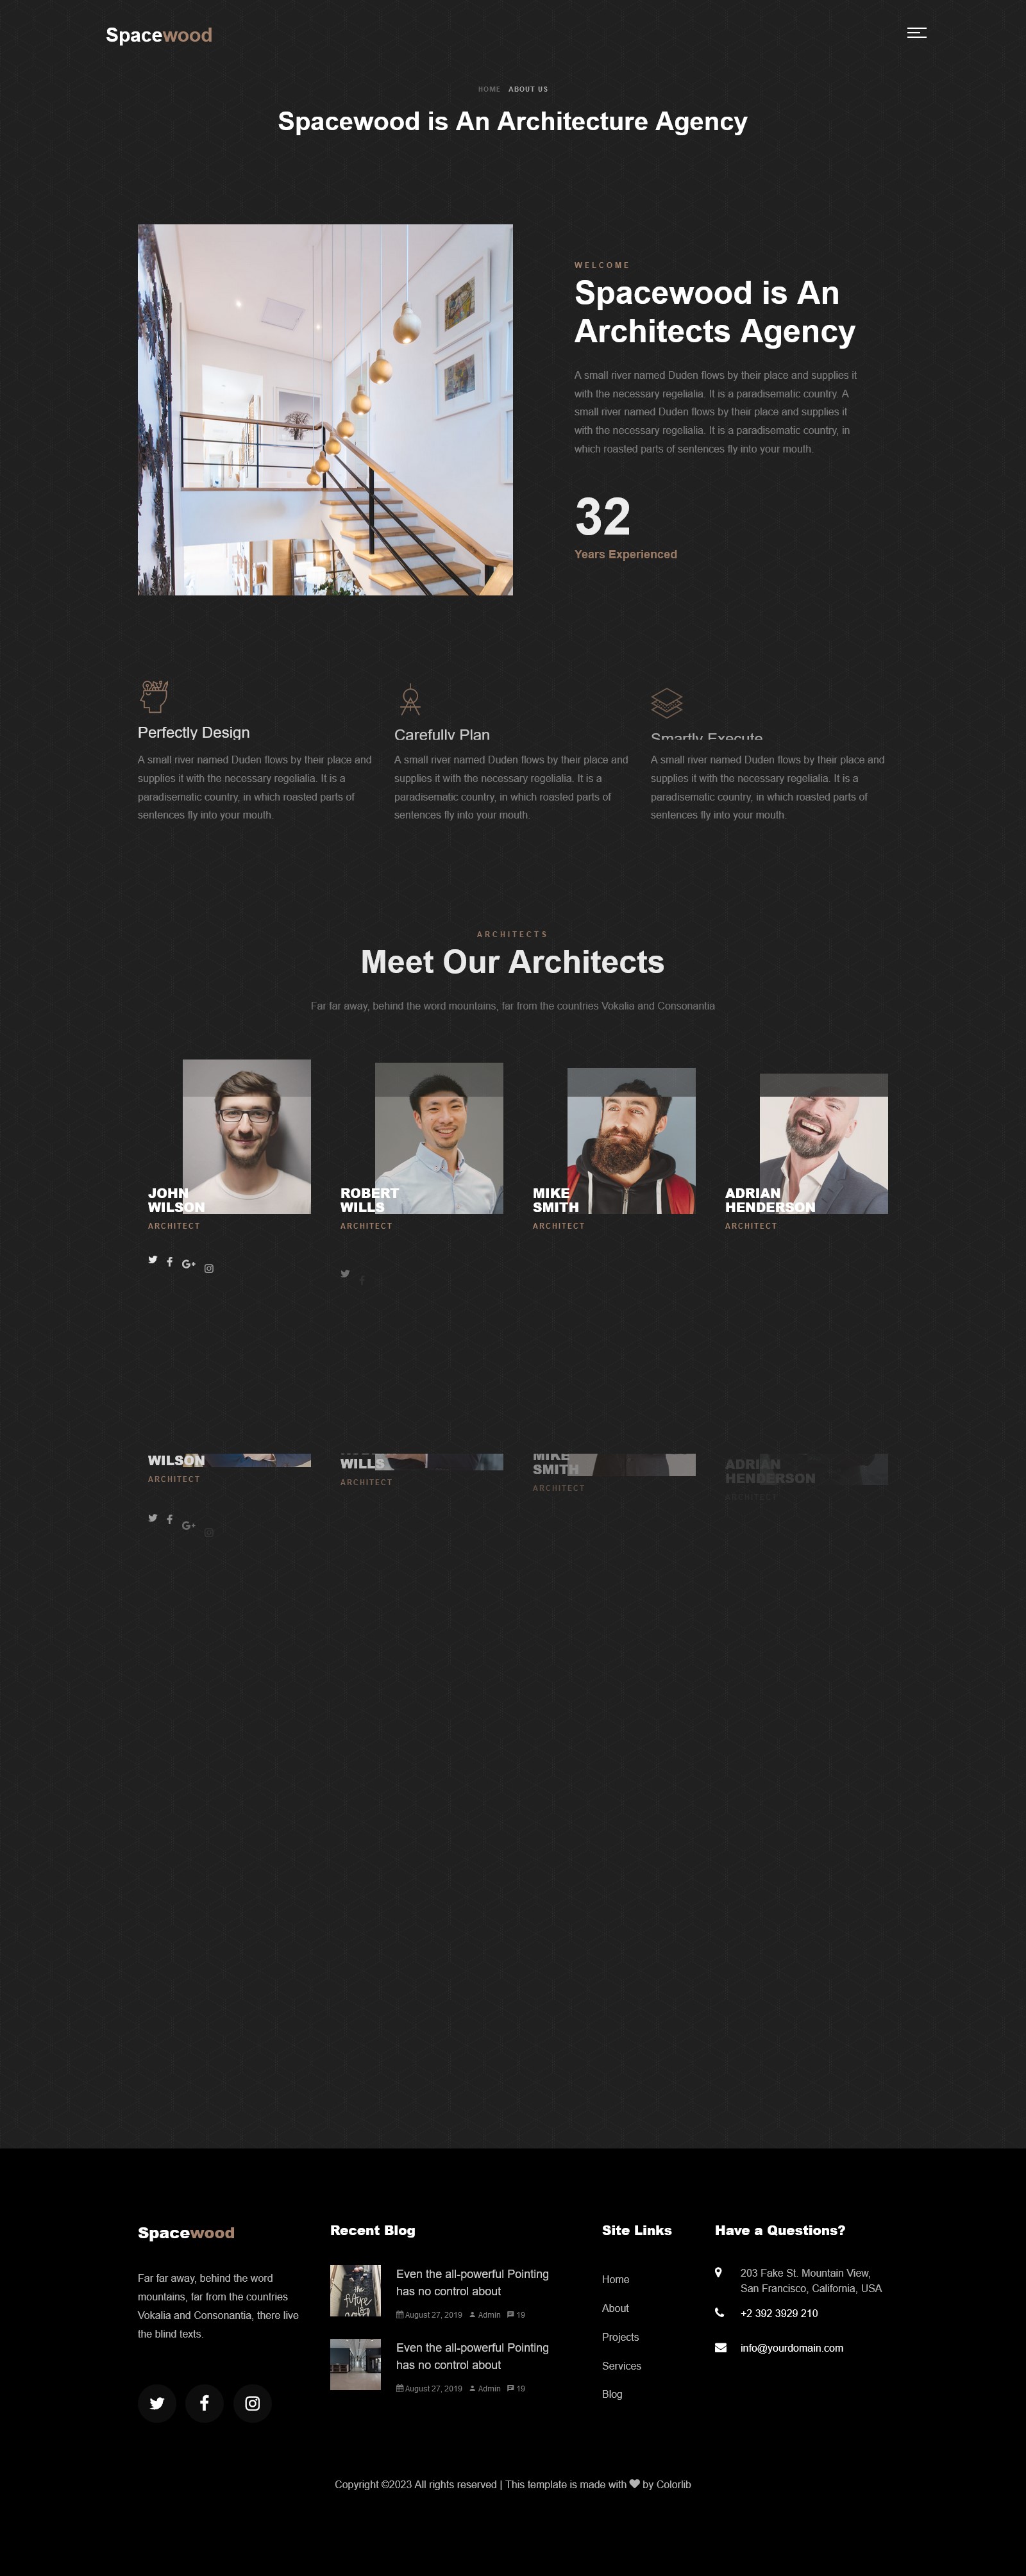 Spacewood
HOME ABOUT US
Spacewood is An Architecture Agency
WELCOME
Spacewood is An
Architects Agency
A small river named Duden flows by their place and supplies it
with the necessary regelialia. It is a paradisematic country. A
small river named Duden flows by their place and supplies it
with the necessary regelialia. It is a paradisematic country, in
which roasted parts of sentences fly into your mouth.
32
Years Experienced
Perfectly Design
A small river named Duden flows by their place and
supplies it with the necessary regelialia. It is a
paradisematic country, in which roasted parts of
sentences fly into your mouth.
Carefully Plan
A small river named Duden flows by their place and
supplies it with the necessary regelialia. It is a
paradisematic country, in which roasted parts of
sentences fly into your mouth.
Smartly Execute
A small river named Duden flows by their place and
supplies it with the necessary regelialia. It is a
paradisematic country, in which roasted parts of
sentences fly into your mouth.
ARCHITECTS
Meet Our Architects
Far far away, behind the word mountains, far from the countries Vokalia and Consonantia
JOHN
WILSON
ARCHITECT
ROBERT
WILLS
ARCHITECT
MIKE
SMITH
ARCHITECT
ADRIAN
HENDERSON
ARCHITECT
WILSON
ARCHITECT
WILLS
ARCHITECT
MIKE
SMITH
ARCHITECT
ADRIAN
HENDERSON
ARCHITECT
Spacewood
Far far away, behind the word
mountains, far from the countries
Vokalia and Consonantia, there live
the blind texts.
Recent Blog
the
future
is
Even the all-powerful Pointing
has no control about
August 27, 2019 Admin 19
Even the all-powerful Pointing
has no control about
August 27, 2019 Admin 19
Site Links
Home
About
Projects
Services
Blog
Have a Questions?
203 Fake St. Mountain View,
San Francisco, California, USA
+2 392 3929 210
info@yourdomain.com
Copyright ©2023 All rights reserved | This template is made with by Colorlib